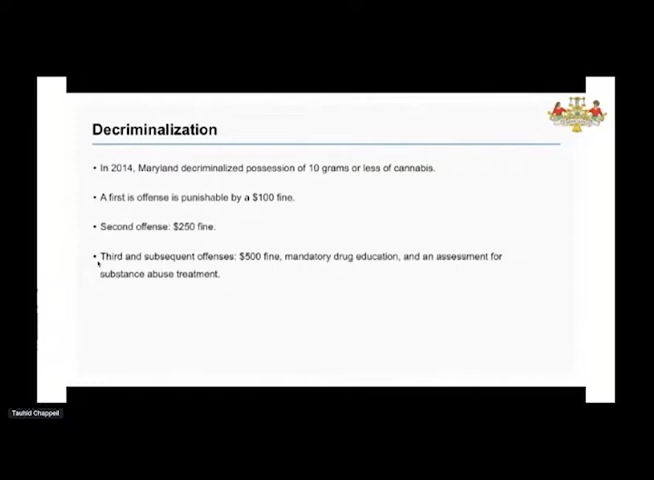 Decriminalization
• In 2014, Maryland decriminalized possession of 10 grams or less of cannabis.
• A first is offense is punishable by a $100 fine.
• Second offense: $250 fine.
• Third and subsequent offenses: $500 fine, mandatory drug education, and an assessment for
substance abuse treatment.
Tauhid Chappell